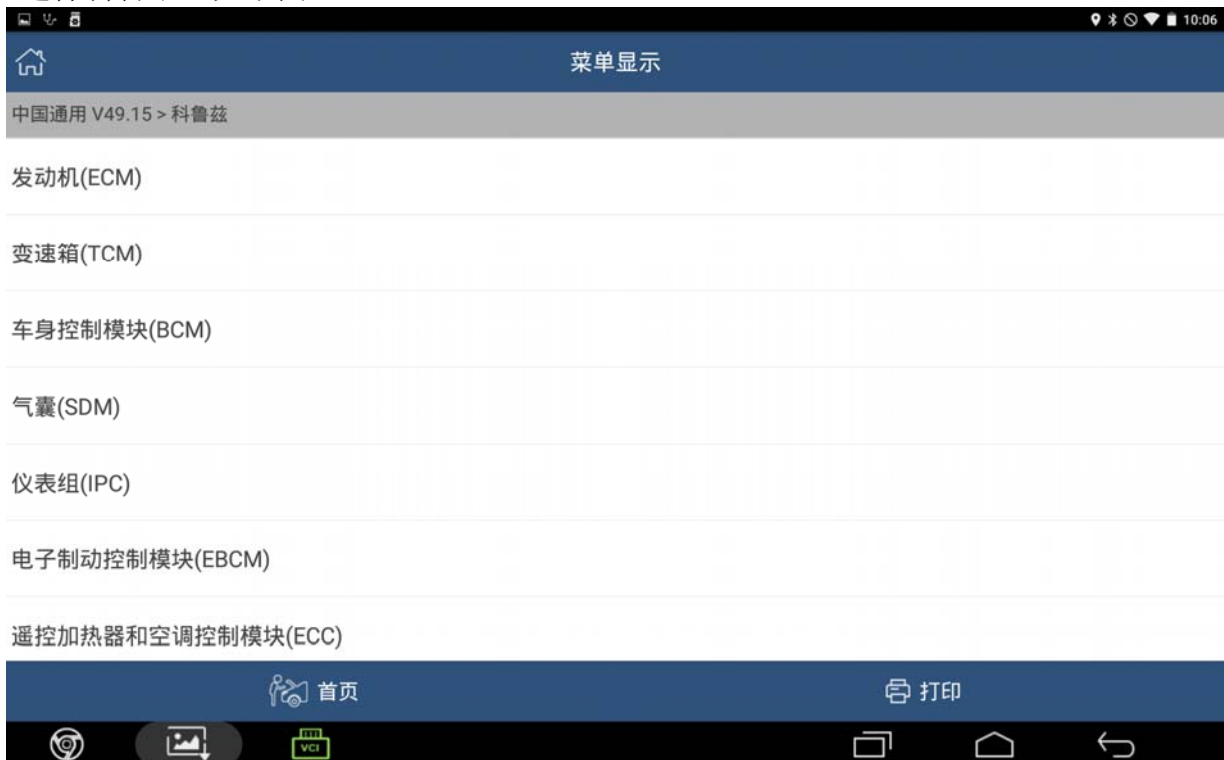 10:06
菜单显示
中国通用 V49.15 > 科鲁兹
发动机(ECM)
变速箱(TCM)
车身控制模块(BCM)
气囊(SDM)
仪表组(IPC)
电子制动控制模块(EBCM)
遥控加热器和空调控制模块(ECC)
首页
打印
VCI